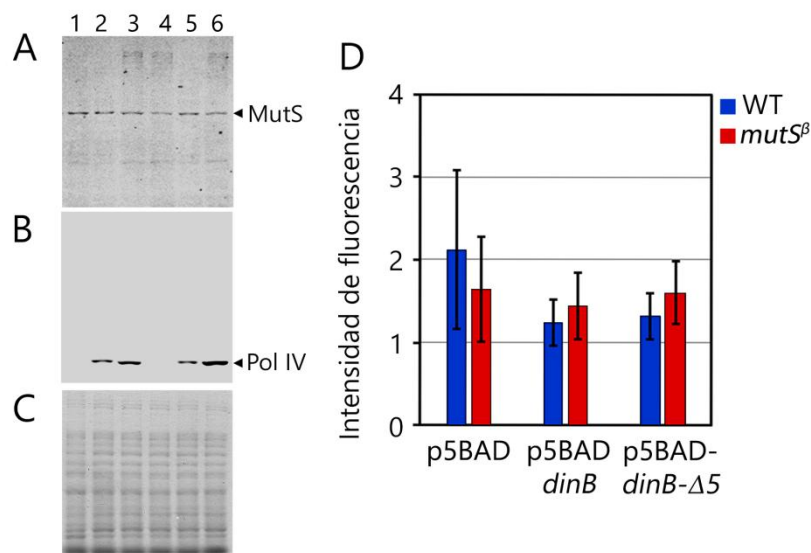 A
1 2 3 4 5 6
MutS
B
Pol IV
C
D
Intensidad de fluorescencia
4
3
2
1
0
WT
mutSᵝ
p5BAD
p5BAD
dinB
p5BAD-
dinB-Δ5